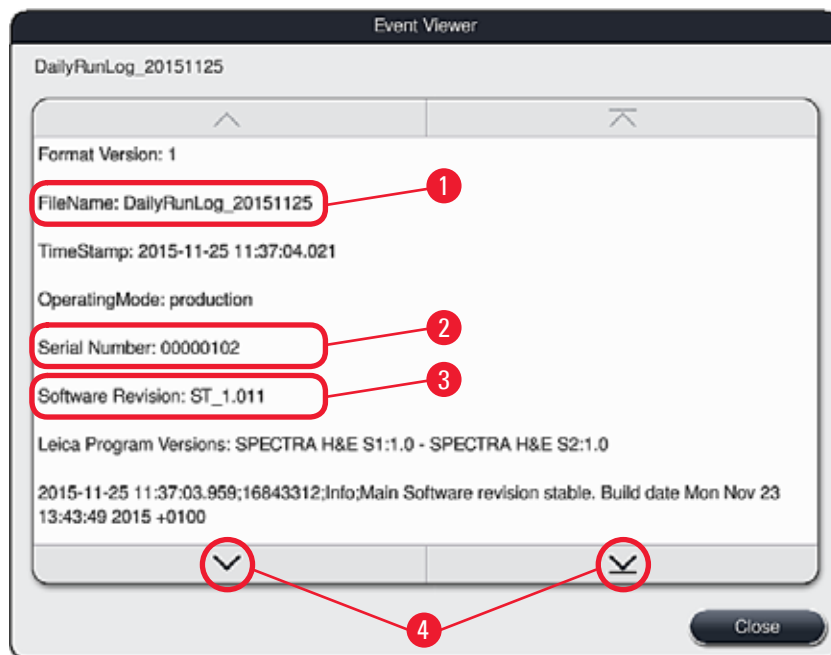 Event Viewer
DailyRunLog_20151125
Format Version: 1
FileName: DailyRunLog_20151125
1
TimeStamp: 2015-11-25 11:37:04.021
OperatingMode: production
Serial Number: 00000102
2
Software Revision: ST_1.011
3
Leica Program Versions: SPECTRA H&E S1:1.0 - SPECTRA H&E S2:1.0
2015-11-25 11:37:03.959;16843312;Info;Main Software revision stable. Build date Mon Nov 23
13:43:49 2015 +0100
4
Close